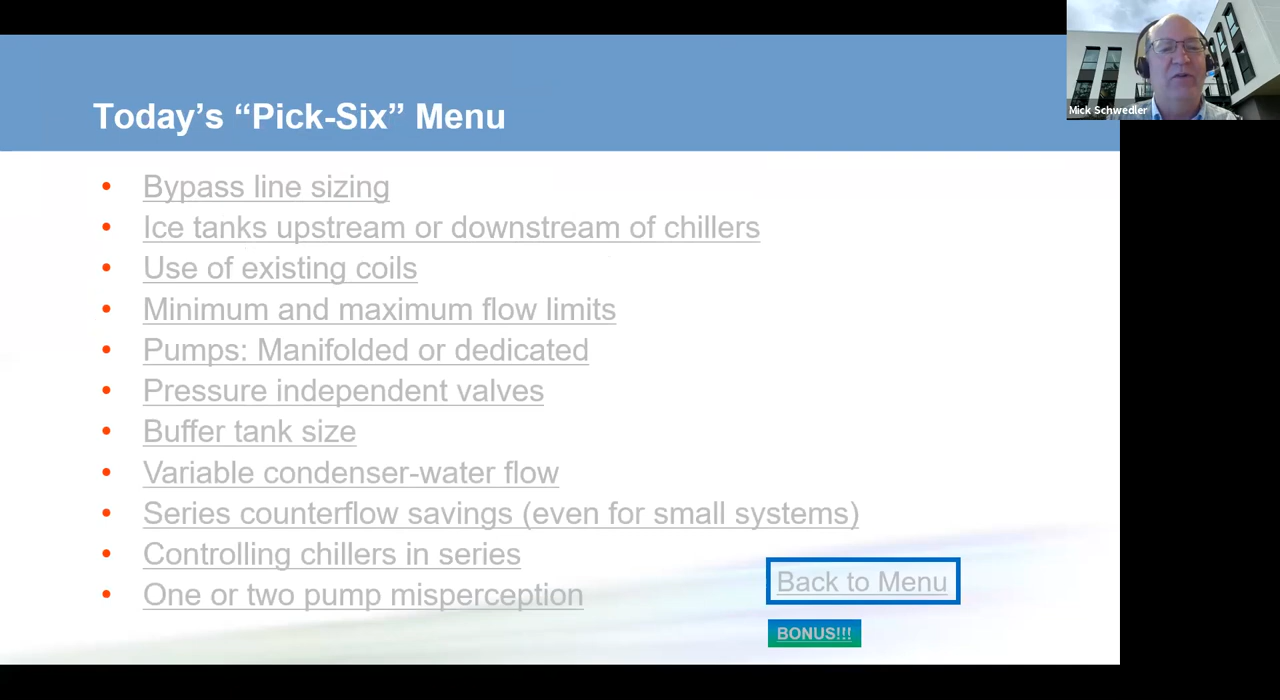 Mick Schwedler
Today’s “Pick-Six” Menu
• Bypass line sizing
• Ice tanks upstream or downstream of chillers
• Use of existing coils
• Minimum and maximum flow limits
• Pumps: Manifolded or dedicated
• Pressure independent valves
• Buffer tank size
• Variable condenser-water flow
• Series counterflow savings (even for small systems)
• Controlling chillers in series
• One or two pump misperception
Back to Menu
BONUS!!!